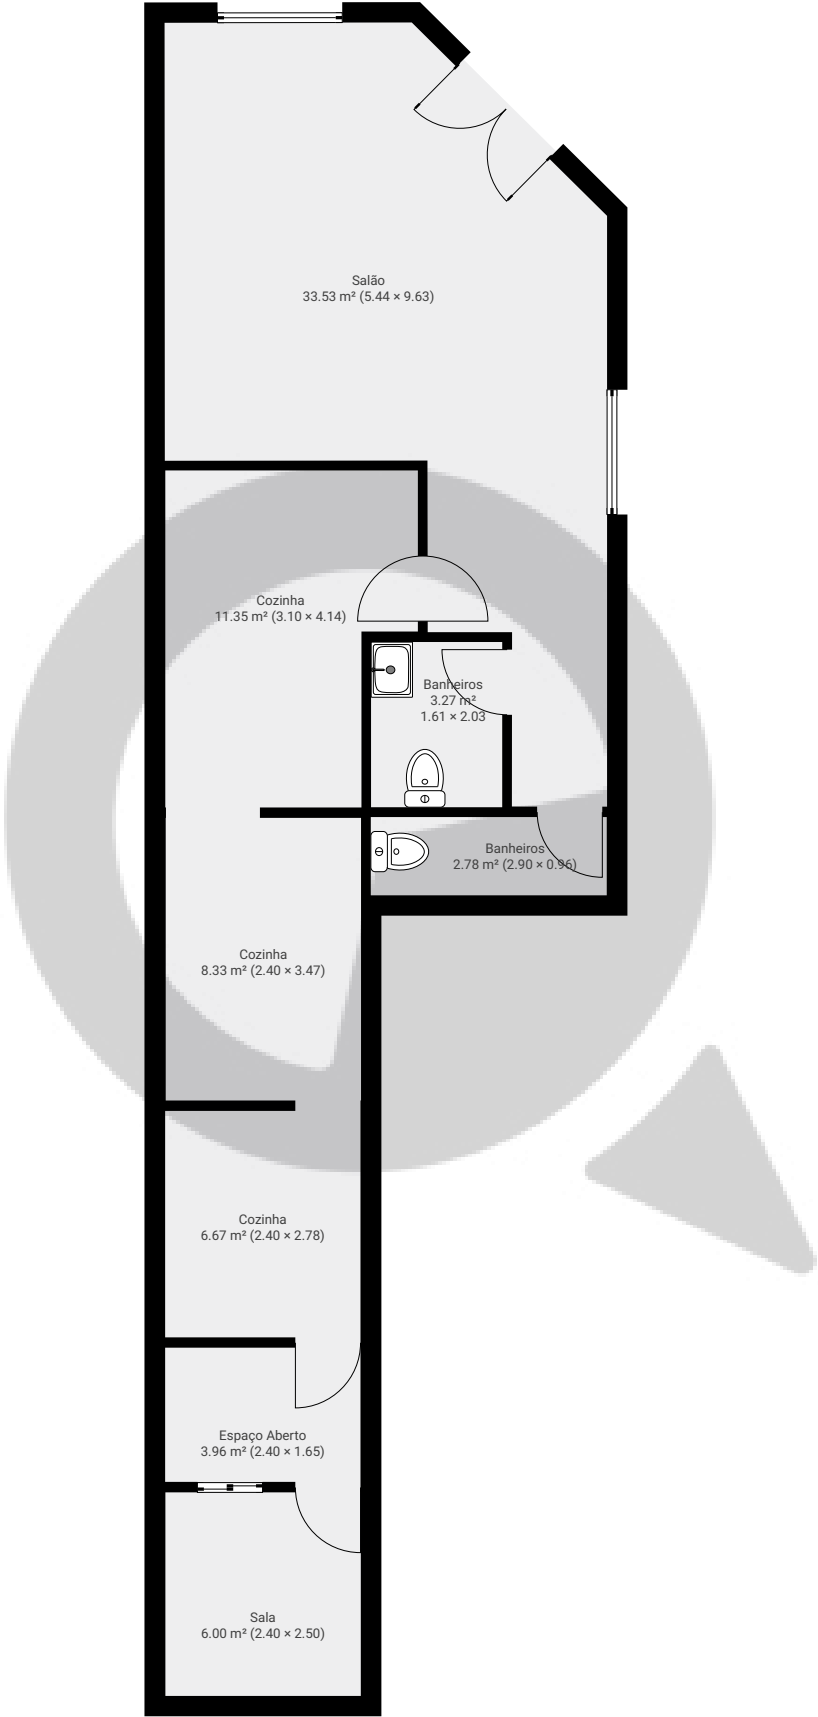 Salão
33.53 m² (5.44 × 9.63)
Cozinha
11.35 m² (3.10 × 4.14)
Banheiros
3.27 m²
1.61 × 2.03
Banheiros
2.78 m² (2.90 × 0.96)
Cozinha
8.33 m² (2.40 × 3.47)
Cozinha
6.67 m² (2.40 × 2.78)
Espaço Aberto
3.96 m² (2.40 × 1.65)
Sala
6.00 m² (2.40 × 2.50)